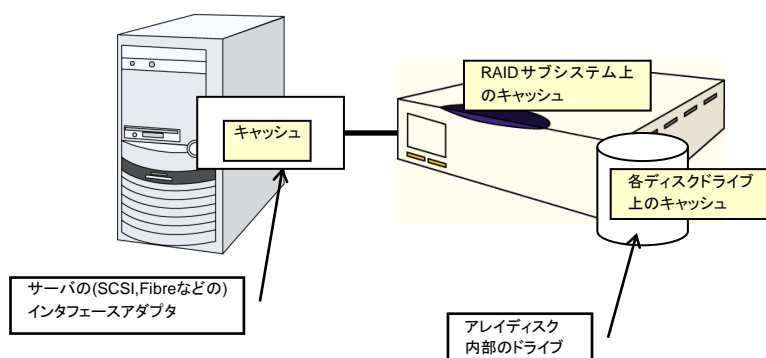 RAIDサブシステム上
のキャッシュ
キャッシュ
各ディスクドライブ
上のキャッシュ
サーバの(SCSI,Fibreなどの)
インタフェースアダプタ
アレイディスク
内部のドライブ